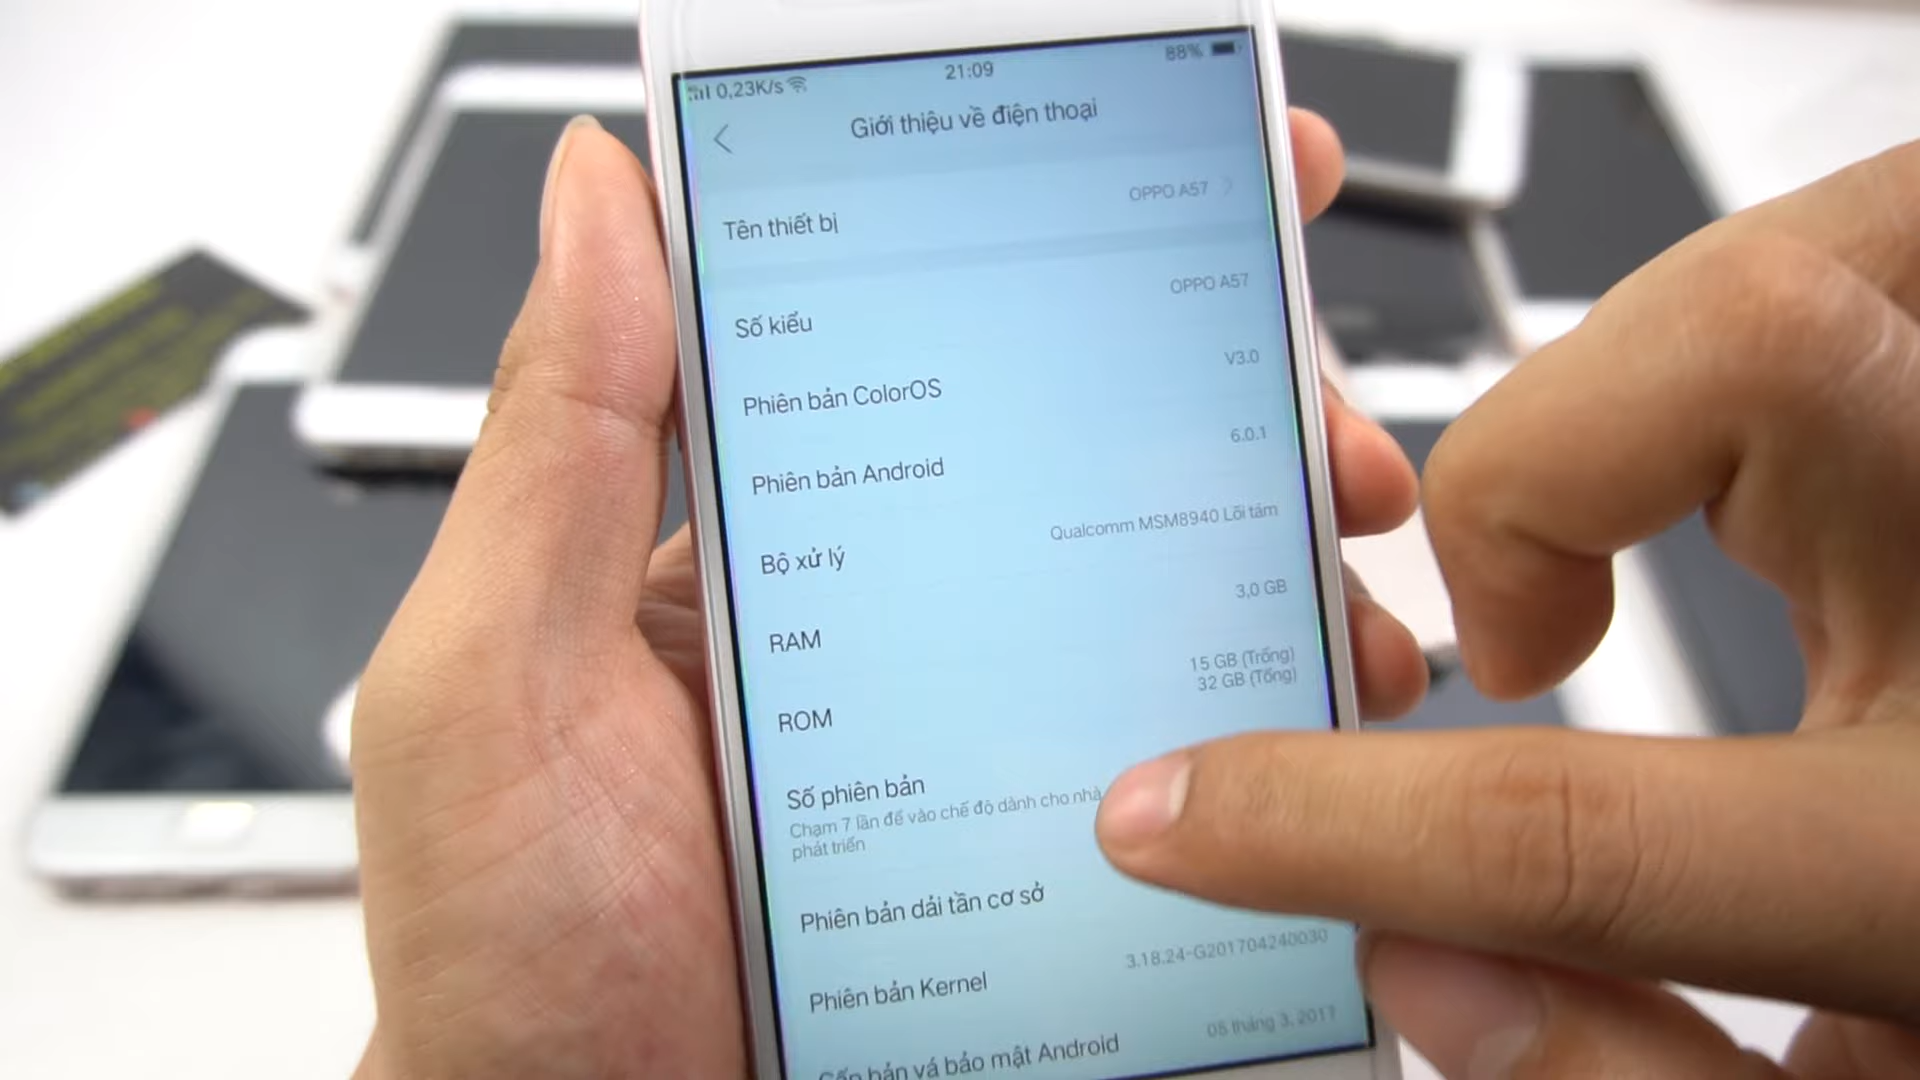 0,23K/s
21:09
88%
Giới thiệu về điện thoại
Tên thiết bị
OPPO A57
Số kiểu
OPPO A57
Phiên bản ColorOS
V3.0
Phiên bản Android
6.0.1
Bộ xử lý
Qualcomm MSM8940 Lõi tám
RAM
3,0 GB
ROM
15 GB (Trống)
32 GB (Tổng)
Số phiên bản
Chạm 7 lần để vào chế độ dành cho nhà
phát triển
Phiên bản dải tần cơ sở
Phiên bản Kernel
3.18.24-G201704240030
Cấp bản vá bảo mật Android
05 tháng 3, 2017